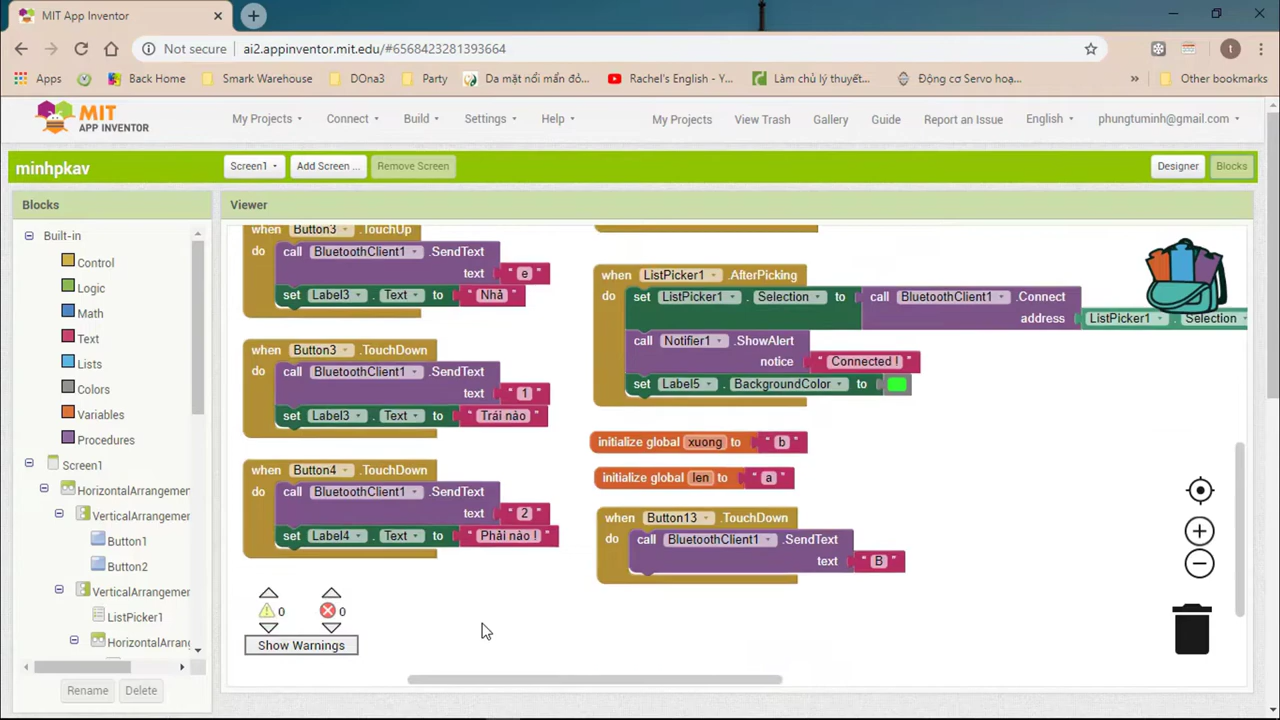 MIT App Inventor
Not secure
ai2.appinventor.mit.edu/#6568423281393664
t
Apps
Back Home
Smark Warehouse
DOna3
Party
Da mặt nổi mẩn đỏ...
Rachel's English - Y...
Làm chủ lý thuyết...
Động cơ Servo hoạ...
»
Other bookmarks
MIT
APP INVENTOR
My Projects
Connect
Build
Settings
Help
My Projects
View Trash
Gallery
Guide
Report an Issue
English
phungtuminh@gmail.com
minhpkav
Screen1
Add Screen ...
Remove Screen
Designer
Blocks
Blocks
Viewer
Built-in
Control
Logic
Math
Text
Lists
Colors
Variables
Procedures
Screen1
HorizontalArrangemen
VerticalArrangemer
Button1
Button2
VerticalArrangemer
ListPicker1
HorizontalArrang
Rename
Delete
when Button3 .TouchUp
do call BluetoothClient1 .SendText
text " e "
set Label3 . Text to " Nhả "
when Button3 .TouchDown
do call BluetoothClient1 .SendText
text " 1 "
set Label3 . Text to " Trái nào "
when Button4 .TouchDown
do call BluetoothClient1 .SendText
text " 2 "
set Label4 . Text to " Phải nào ! "
0
0
Show Warnings
when ListPicker1 .AfterPicking
do set ListPicker1 . Selection to call BluetoothClient1 .Connect
address ListPicker1 . Selection
call Notifier1 .ShowAlert
notice " Connected ! "
set Label5 . BackgroundColor to
initialize global xuong to " b "
initialize global len to " a "
when Button13 .TouchDown
do call BluetoothClient1 .SendText
text " B "